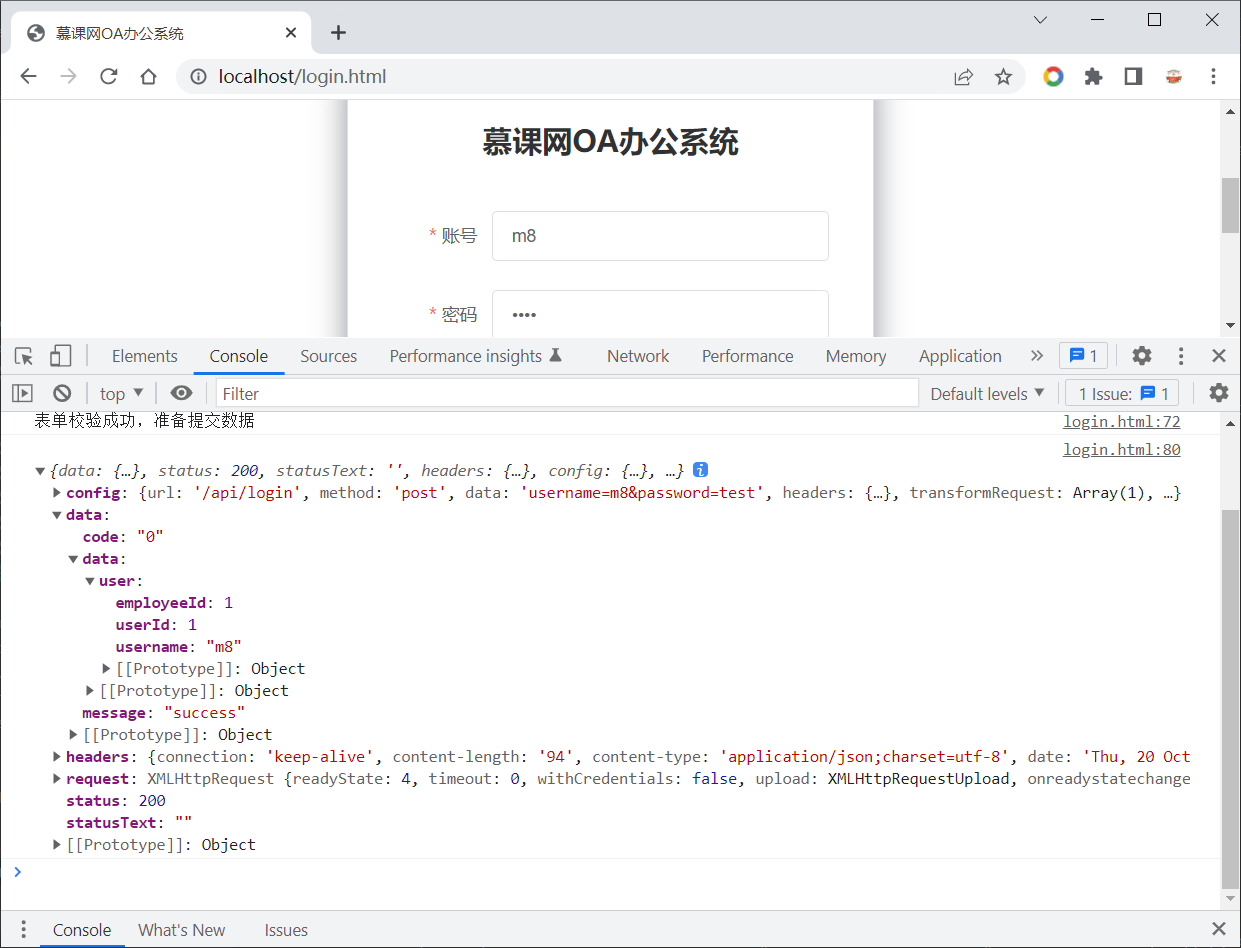 慕课网OA办公系统
localhost/login.html
慕课网OA办公系统
* 账号 m8
* 密码 ••••
Elements Console Sources Performance insights Network Performance Memory Application » 1
top Filter Default levels 1 Issue: 1
表单校验成功，准备提交数据 login.html:72
login.html:80
{data: {…}, status: 200, statusText: '', headers: {…}, config: {…}, …}
config: {url: '/api/login', method: 'post', data: 'username=m8&password=test', headers: {…}, transformRequest: Array(1), …}
data:
code: "0"
data:
user:
employeeId: 1
userId: 1
username: "m8"
[[Prototype]]: Object
[[Prototype]]: Object
message: "success"
[[Prototype]]: Object
headers: {connection: 'keep-alive', content-length: '94', content-type: 'application/json;charset=utf-8', date: 'Thu, 20 Oct
request: XMLHttpRequest {readyState: 4, timeout: 0, withCredentials: false, upload: XMLHttpRequestUpload, onreadystatechange
status: 200
statusText: ""
[[Prototype]]: Object
Console What's New Issues